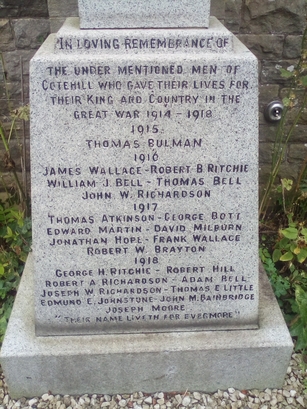 IN LOVING REMEMBRANCE OF
THE UNDER MENTIONED MEN OF
COTEHILL WHO GAVE THEIR LIVES FOR
THEIR KING AND COUNTRY IN THE
GREAT WAR 1914 - 1918
1915
THOMAS BULMAN
1916
JAMES WALLACE - ROBERT B RITCHIE
WILLIAM J. BELL - THOMAS BELL
JOHN W. RICHARDSON
1917
THOMAS ATKINSON - GEORGE BOTT
EDWARD MARTIN - DAVID MILBURN
JONATHAN HOPE - FRANK WALLACE
ROBERT W. BRAYTON
1918
GEORGE H. RITCHIE - ROBERT HILL
ROBERT A RICHARDSON - ADAM BELL
JOSEPH W RICHARDSON - THOMAS E LITTLE
EDMUND E. JOHNSTONE - JOHN M. BAINBRIDGE
JOSEPH MOORE
"THEIR NAME LIVETH FOR EVERMORE"